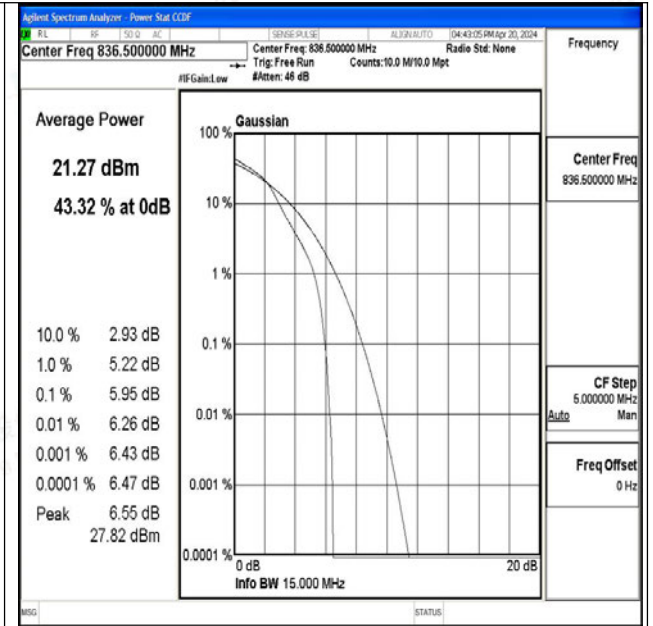 Agilent Spectrum Analyzer - Power Stat CCDF
RL RF 50 Ω AC SENSE:PULSE ALIGN AUTO 04:43:05 PM Apr 20, 2024
Center Freq 836.500000 MHz
Center Freq: 836.500000 MHz Radio Std: None
Trig: Free Run Counts:10.0 M/10.0 Mpt
#IFGain:Low #Atten: 46 dB
Frequency
Average Power
21.27 dBm
43.32 % at 0dB
10.0 % 2.93 dB
1.0 % 5.22 dB
0.1 % 5.95 dB
0.01 % 6.26 dB
0.001 % 6.43 dB
0.0001 % 6.47 dB
Peak 6.55 dB
27.82 dBm
Gaussian
100 %
10 %
1 %
0.1 %
0.01 %
0.001 %
0.0001 %
0 dB 20 dB
Info BW 15.000 MHz
Center Freq
836.500000 MHz
CF Step
5.000000 MHz
Auto Man
Freq Offset
0 Hz
MSG STATUS